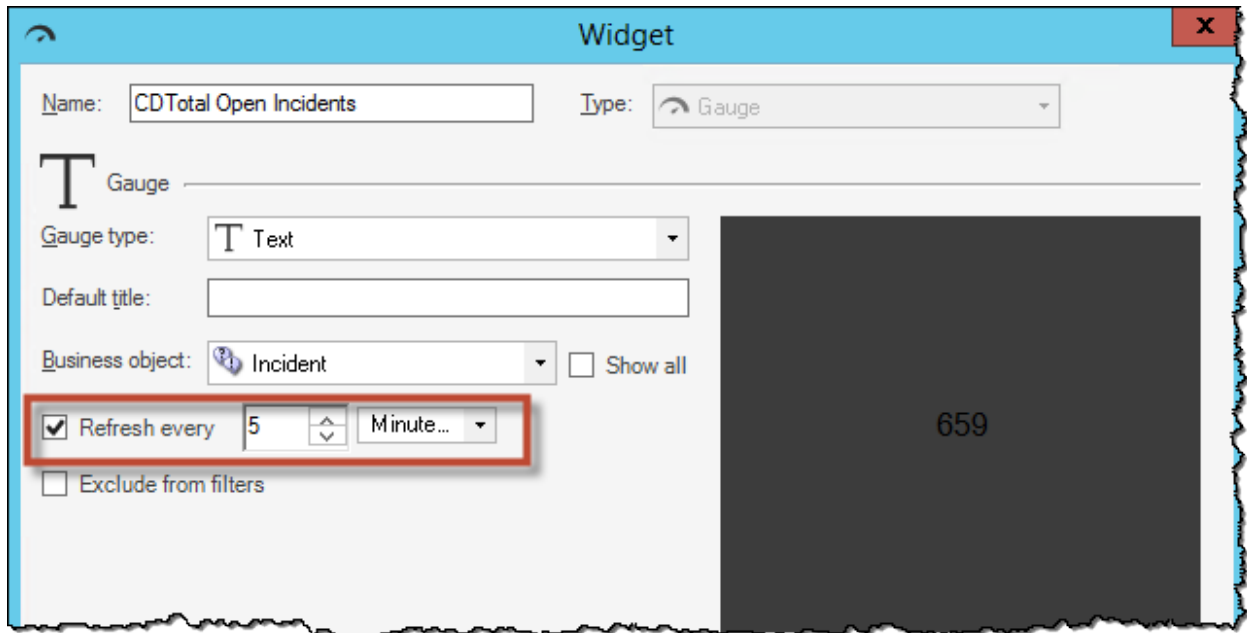 Widget
X
Name: CDTotal Open Incidents Type: Gauge
T Gauge
Gauge type: T Text
Default title:
Business object: Incident Show all
Refresh every 5 Minute...
659
Exclude from filters